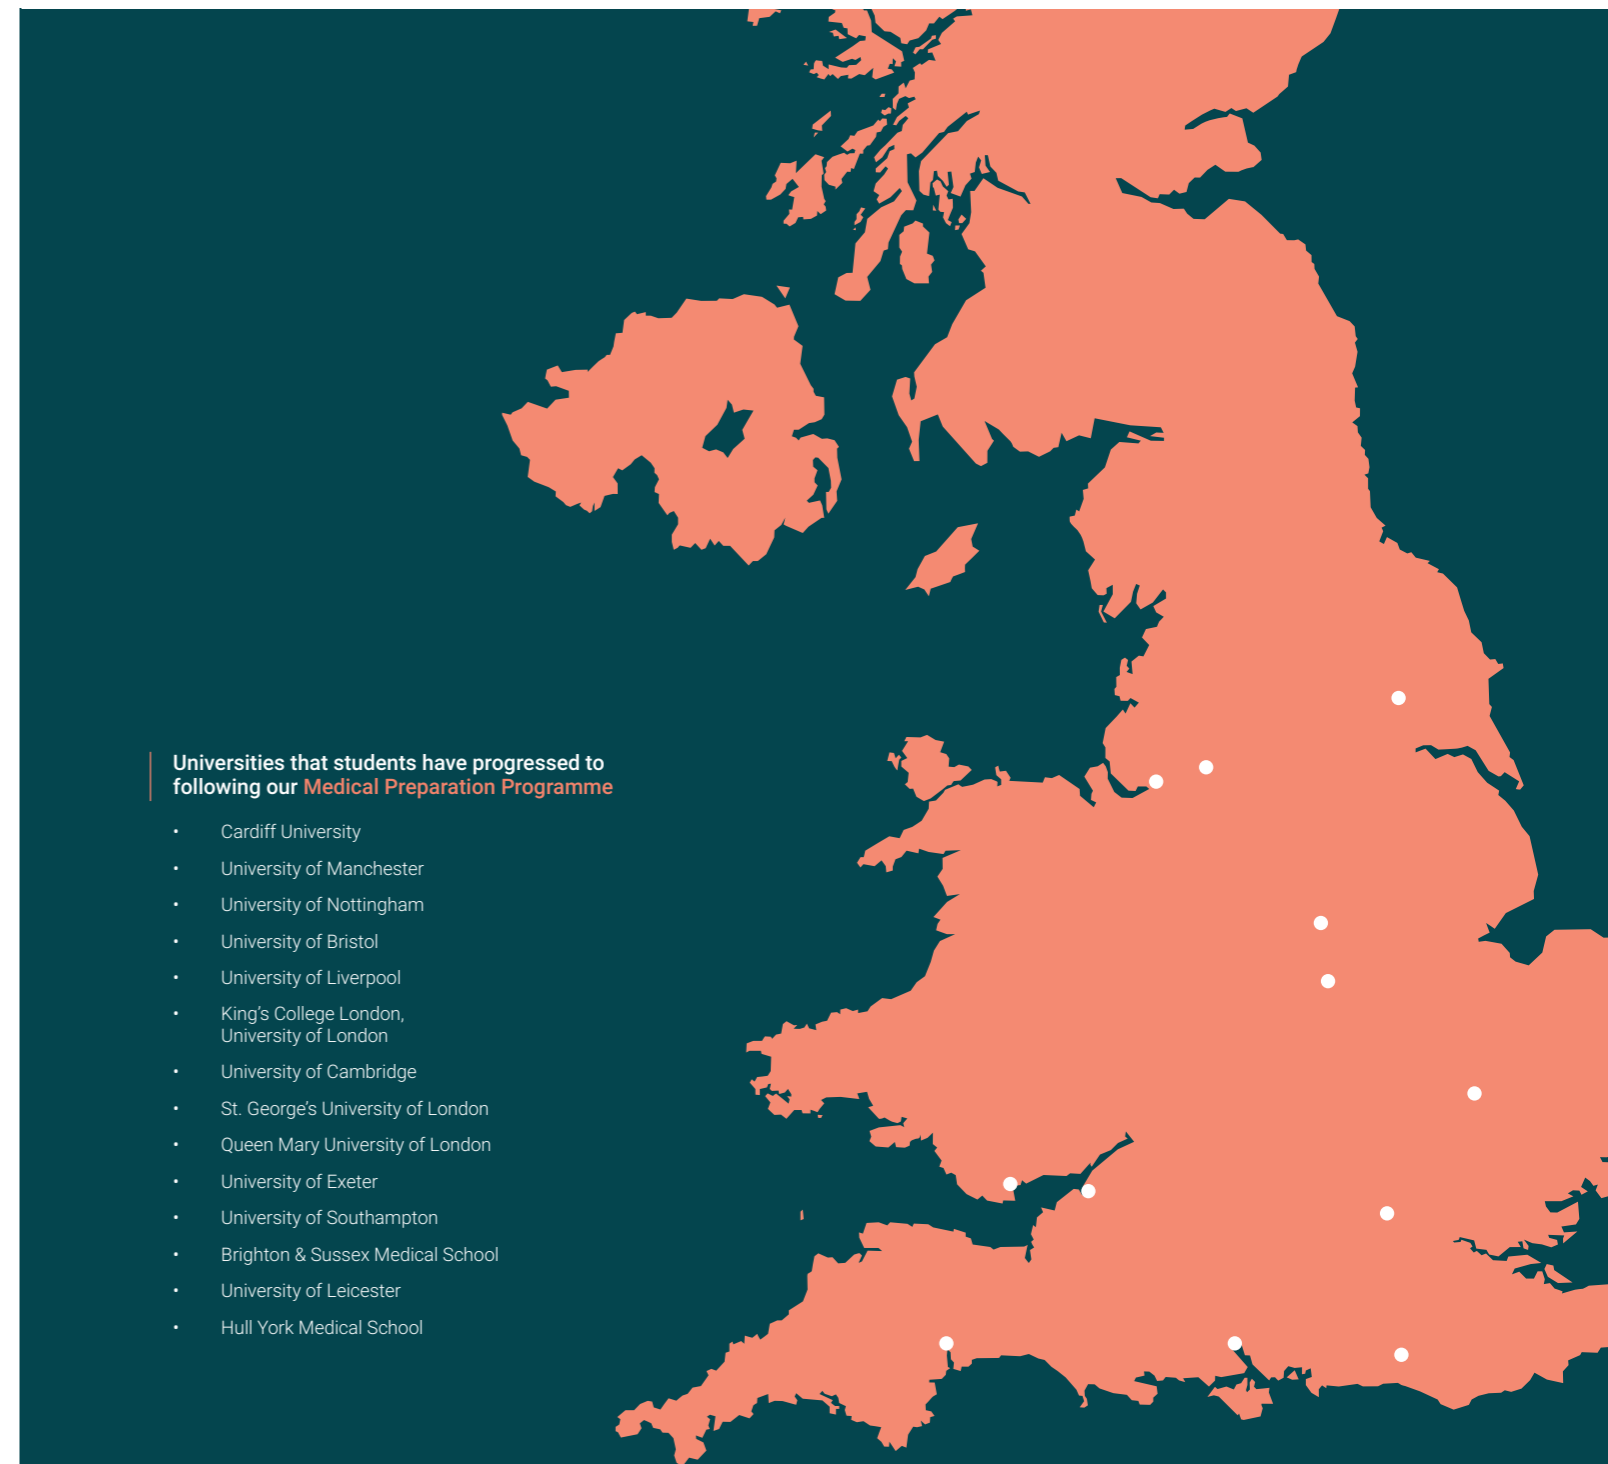 Universities that students have progressed to
following our Medical Preparation Programme
• Cardiff University
• University of Manchester
• University of Nottingham
• University of Bristol
• University of Liverpool
• King's College London,
University of London
• University of Cambridge
• St. George's University of London
• Queen Mary University of London
• University of Exeter
• University of Southampton
• Brighton & Sussex Medical School
• University of Leicester
• Hull York Medical School